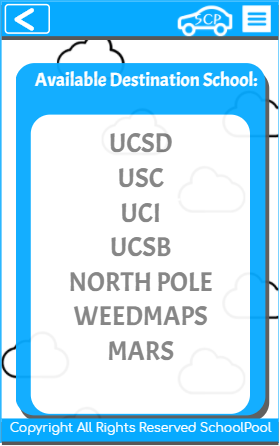 SCP
Available Destination School:
UCSD
USC
UCI
UCSB
NORTH POLE
WEEDMAPS
MARS
Copyright All Rights Reserved SchoolPool